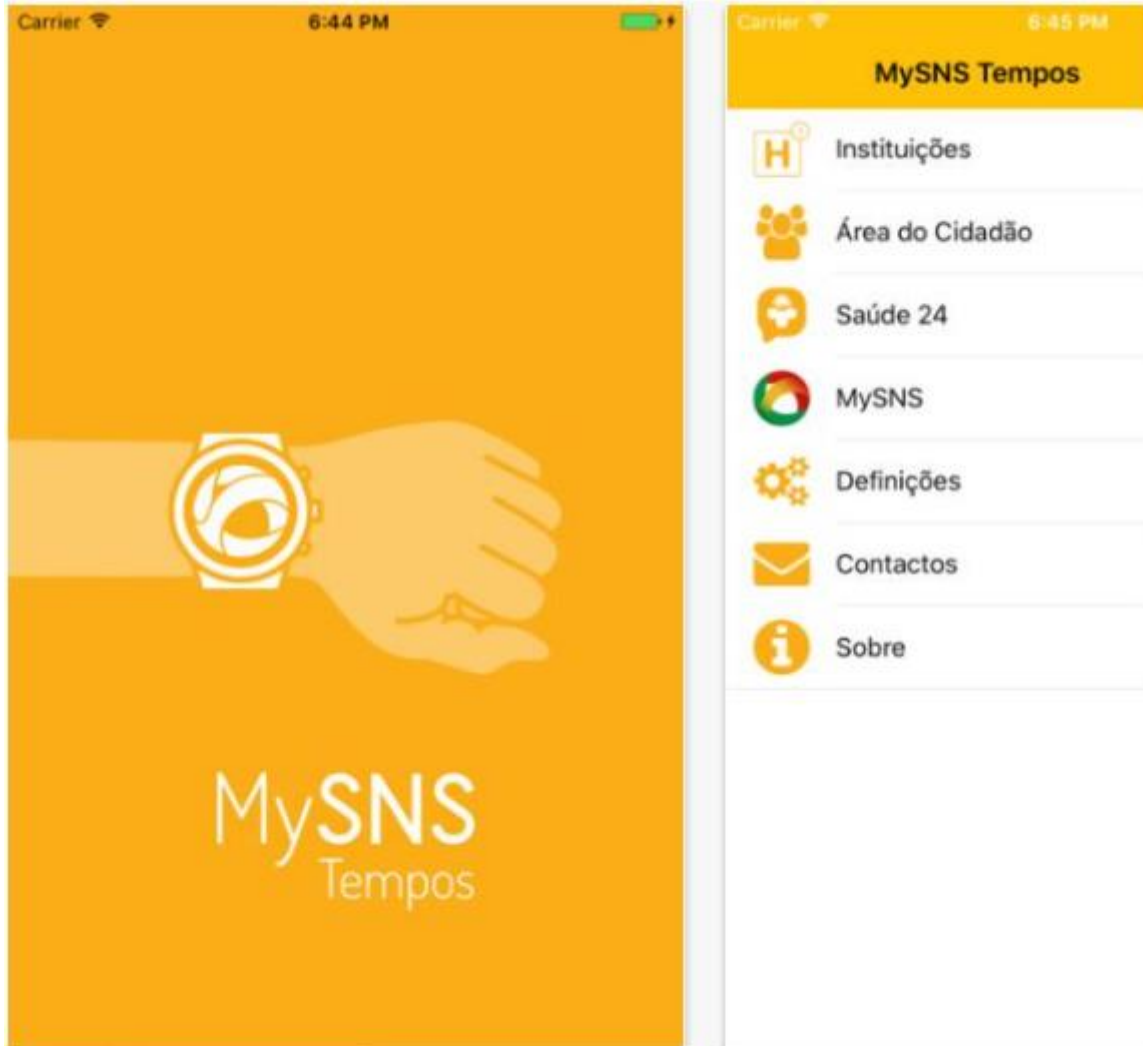 Carrier 6:44 PM
MySNS
Tempos
Carrier 6:45 PM
MySNS Tempos
H
Instituições
Área do Cidadão
Saúde 24
MySNS
Definições
Contactos
Sobre